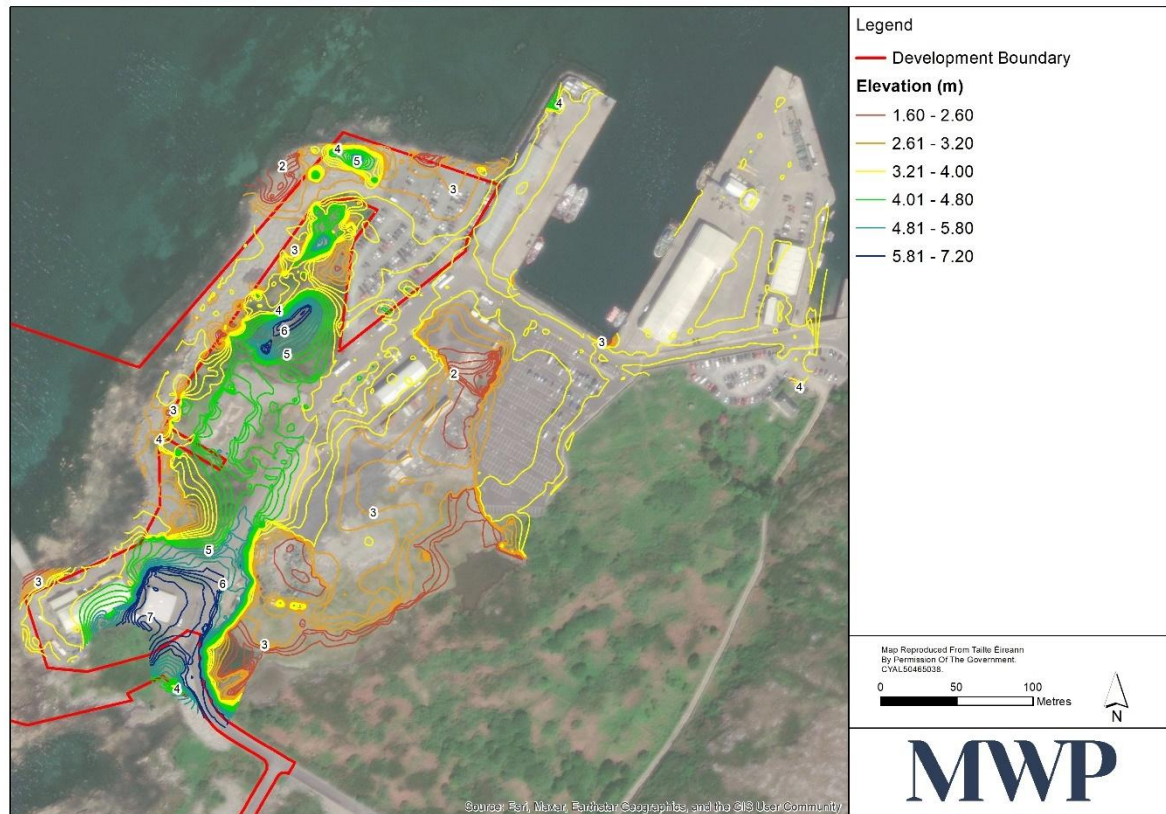 Legend
Development Boundary
Elevation (m)
1.60 - 2.60
2.61 - 3.20
3.21 - 4.00
4.01 - 4.80
4.81 - 5.80
5.81 - 7.20
4
4
5
2
3
3
4
6
5
3
2
3
4
4
3
5
3
6
7
3
4
Map Reproduced From Tailte Éireann
By Permission Of The Government.
CYAL50465038.
0 50 100
Metres
N
MWP
Source: Esri, Maxar, Earthstar Geographics, and the GIS User Community